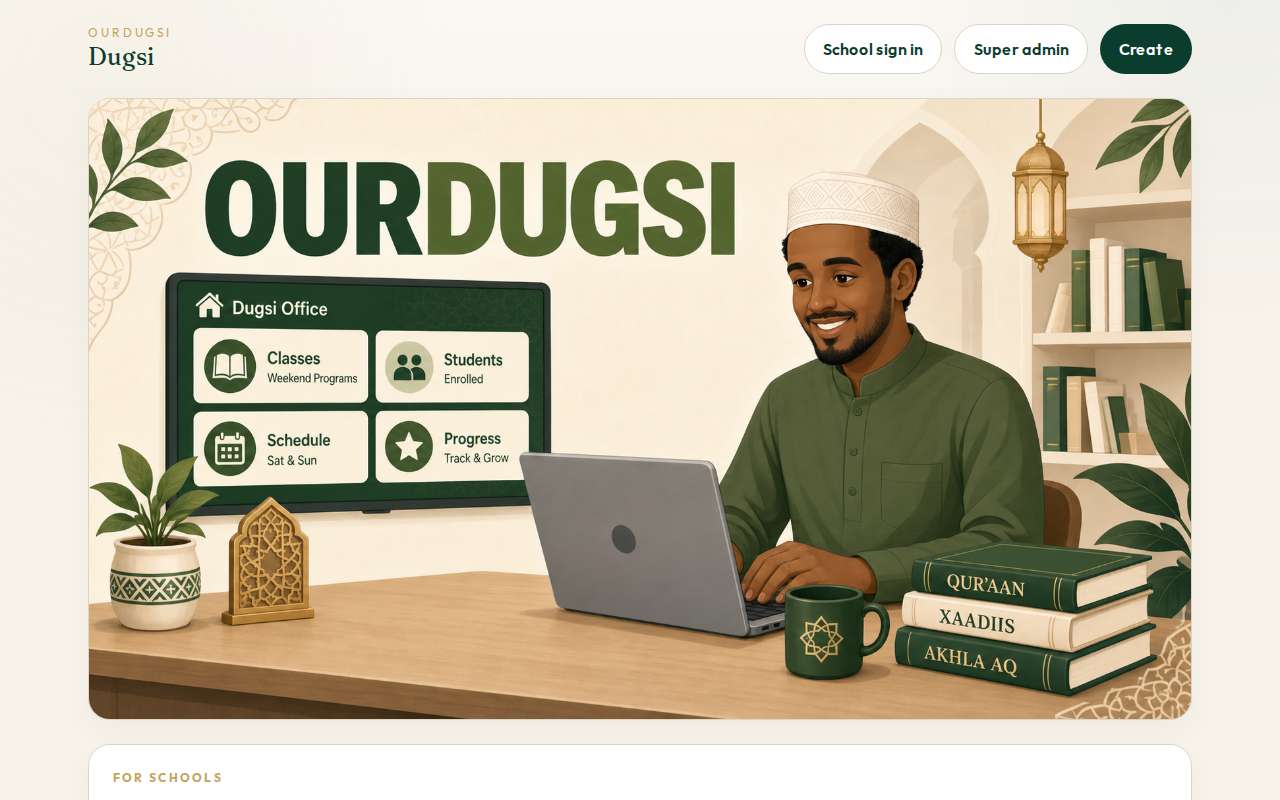 OURDUGSI
Dugsi
School sign in
Super admin
Create
OURDUGSI
Dugsi Office
Classes
Weekend Programs
Students
Enrolled
Schedule
Sat & Sun
Progress
Track & Grow
QUR'AAN
XAADIIS
AKHLA AQ
FOR SCHOOLS